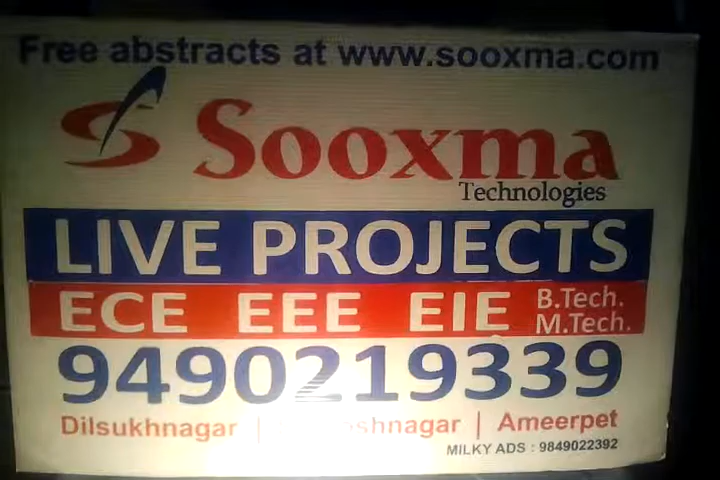 Free abstracts at www.sooxma.com
Sooxma
Technologies
LIVE PROJECTS
ECE EEE EIE B.Tech.
M.Tech.
9490219339
Dilsukhnagar | | Ameerpet
MILKY ADS : 9849022392